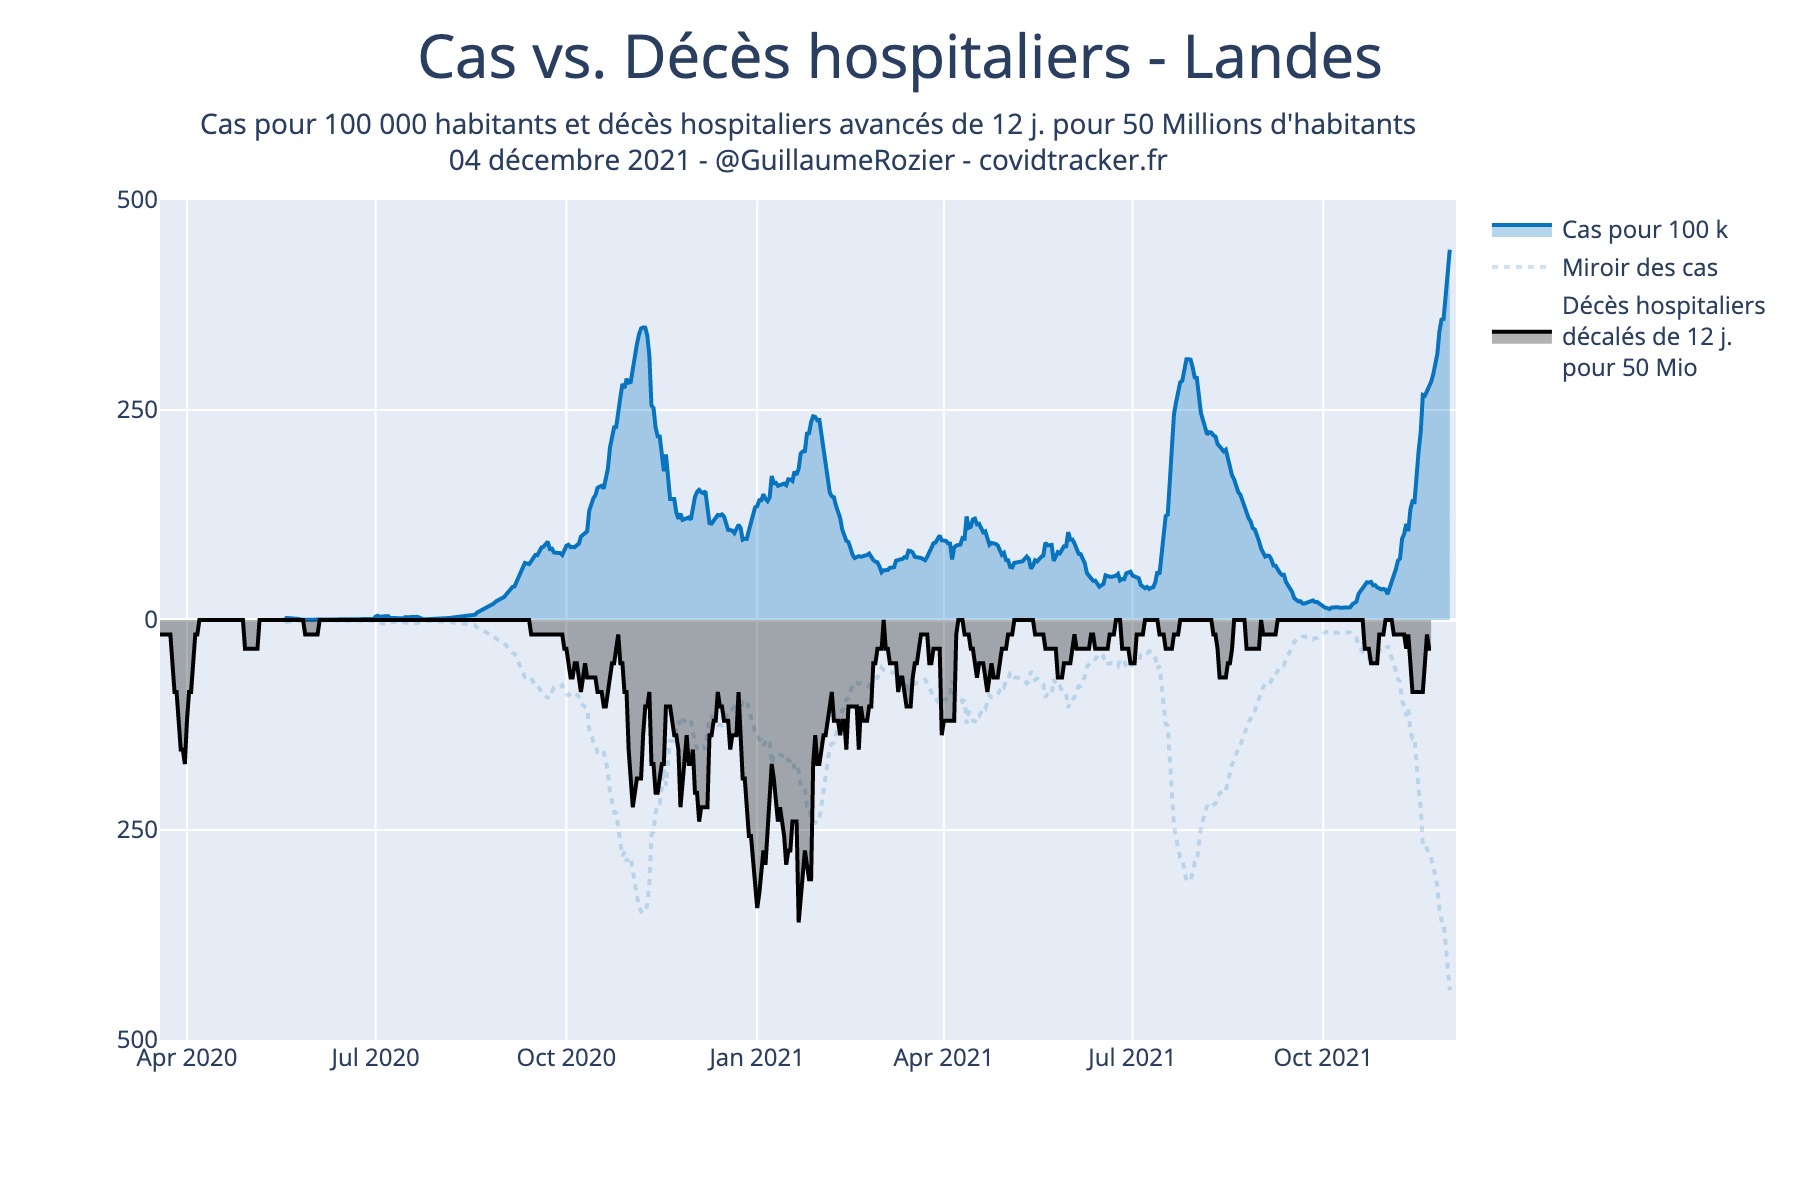 Cas vs. Décès hospitaliers - Landes
Cas pour 100 000 habitants et décès hospitaliers avancés de 12 j. pour 50 Millions d'habitants
04 décembre 2021 - @GuillaumeRozier - covidtracker.fr
500
250
0
250
500
Apr 2020
Jul 2020
Oct 2020
Jan 2021
Apr 2021
Jul 2021
Oct 2021
Cas pour 100 k
Miroir des cas
Décès hospitaliers
décalés de 12 j.
pour 50 Mio